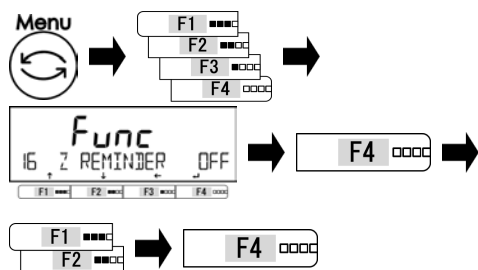 Menu
F1
F2
F3
F4
Func
16 Z REMINDER OFF
F1 F2 F3 F4
F4
F1
F2
F4